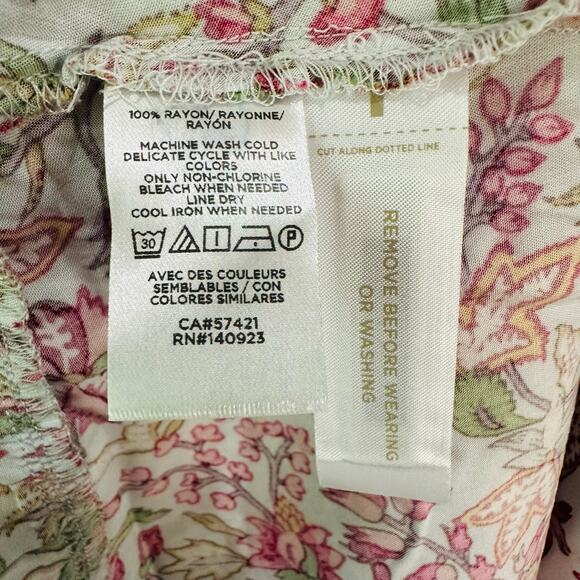 100% RAYON/ RAYONNE/
RAYÓN
MACHINE WASH COLD
DELICATE CYCLE WITH LIKE
COLORS
ONLY NON-CHLORINE
BLEACH WHEN NEEDED
LINE DRY
COOL IRON WHEN NEEDED
30 P
AVEC DES COULEURS
SEMBLABLES / CON
COLORES SIMILARES
CA#57421
RN#140923
CUT ALONG DOTTED LINE
REMOVE BEFORE WEARING
OR WASHING